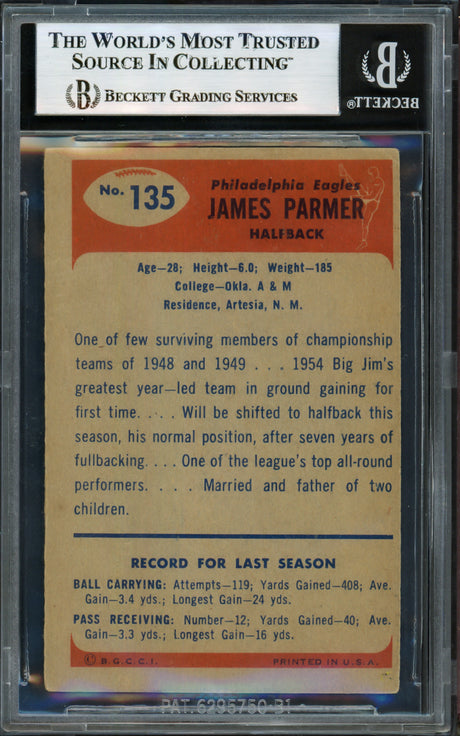 THE WORLD'S MOST TRUSTED
SOURCE IN COLLECTING™
BECKETT GRADING SERVICES
BECKETT®
No. 135
Philadelphia Eagles
JAMES PARMER
HALFBACK
Age—28; Height—6.0; Weight—185
College—Okla. A & M
Residence, Artesia, N. M.
One of few surviving members of championship
teams of 1948 and 1949 . . . 1954 Big Jim's
greatest year—led team in ground gaining for
first time. . . . Will be shifted to halfback this
season, his normal position, after seven years of
fullbacking. . . . One of the league's top all-round
performers. . . . Married and father of two
children.
RECORD FOR LAST SEASON
BALL CARRYING: Attempts—119; Yards Gained—408; Ave.
Gain—3.4 yds.; Longest Gain—24 yds.
PASS RECEIVING: Number—12; Yards Gained—40; Ave.
Gain—3.3 yds.; Longest Gain—16 yds.
© B.G.C.C.I.
PRINTED IN U.S.A.
PAT. 6295750 B1